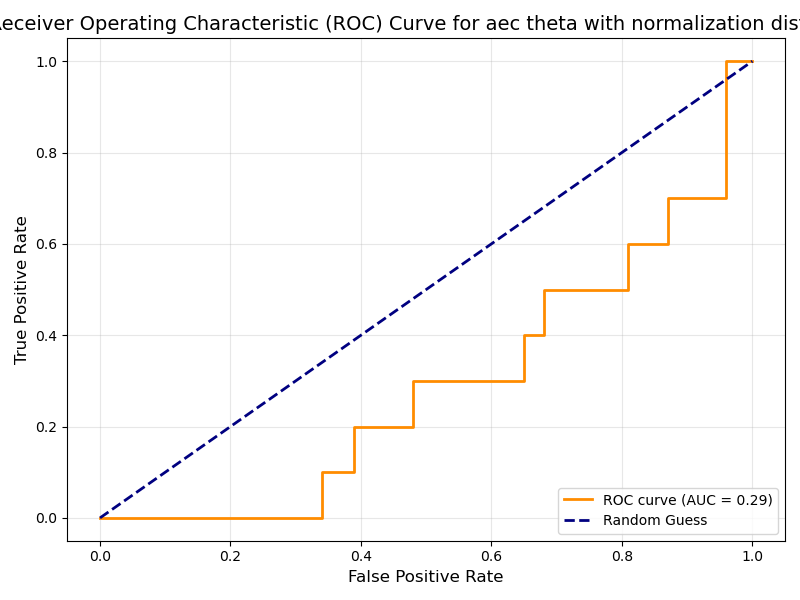 eceiver Operating Characteristic (ROC) Curve for aec theta with normalization dis
1.0
0.8
0.6
0.4
0.2
0.0
True Positive Rate
0.0 0.2 0.4 0.6 0.8 1.0
False Positive Rate
ROC curve (AUC = 0.29)
Random Guess